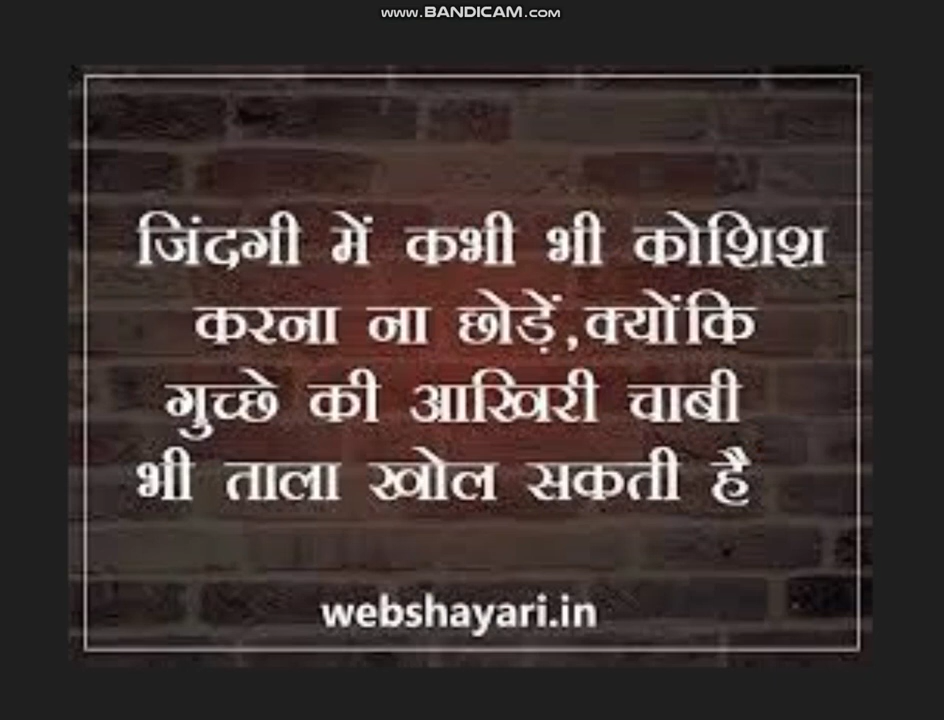 www.BANDICAM.com
जिंदगी में कभी भी कोशिश
करना ना छोड़ें,क्योंकि
गुच्छे की आखिरी चाबी
भी ताला खोल सकती है
webshayari.in